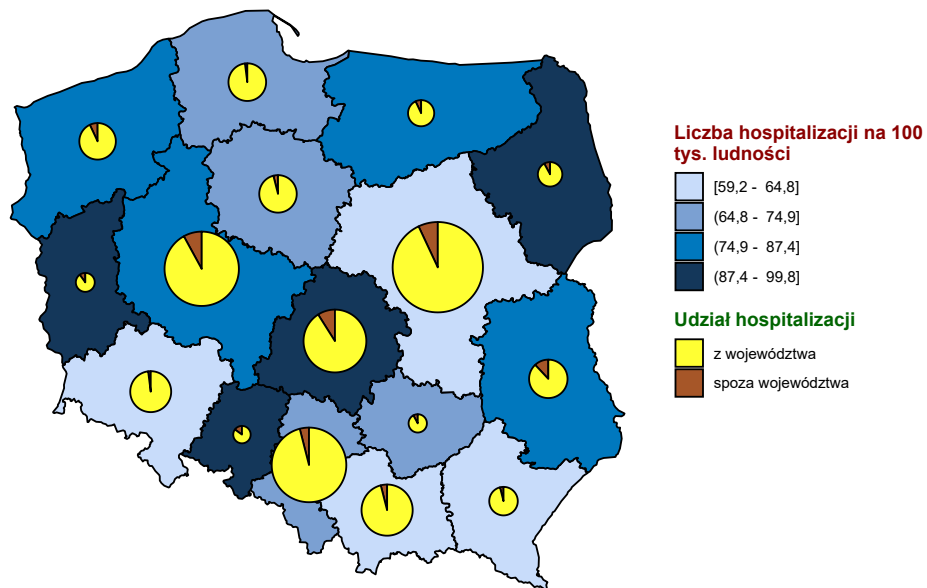 Liczba hospitalizacji na 100
tys. ludności
[59,2 - 64,8]
(64,8 - 74,9]
(74,9 - 87,4]
(87,4 - 99,8]
Udział hospitalizacji
z województwa
spoza województwa